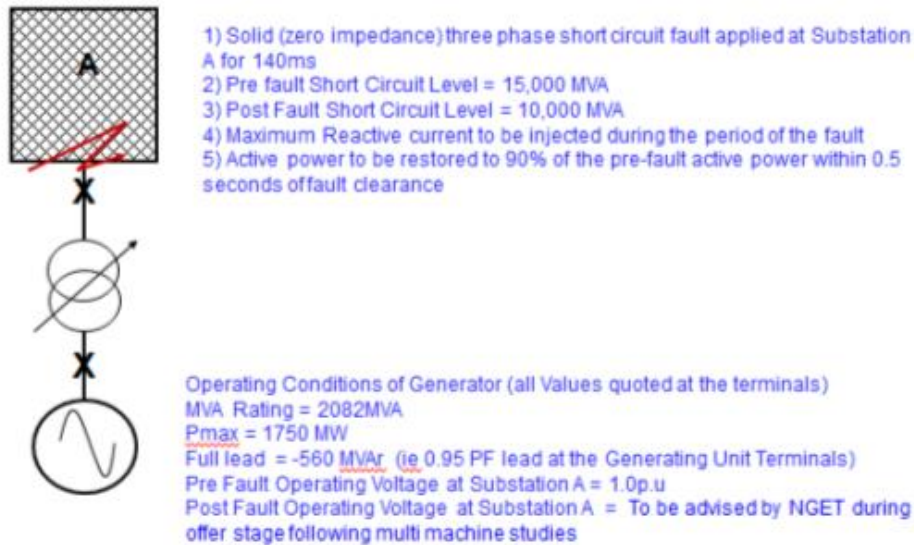 A
1) Solid (zero impedance) three phase short circuit fault applied at Substation
A for 140ms
2) Pre fault Short Circuit Level = 15,000 MVA
3) Post Fault Short Circuit Level = 10,000 MVA
4) Maximum Reactive current to be injected during the period of the fault
5) Active power to be restored to 90% of the pre-fault active power within 0.5
seconds of fault clearance
X
X
Operating Conditions of Generator (all Values quoted at the terminals)
MVA Rating = 2082MVA
Pmax = 1750 MW
Full lead = -560 MVAr (ie 0.95 PF lead at the Generating Unit Terminals)
Pre Fault Operating Voltage at Substation A = 1.0p.u
Post Fault Operating Voltage at Substation A = To be advised by NGET during
offer stage following multi machine studies